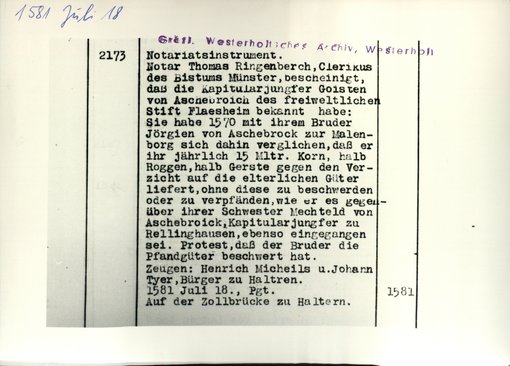 1581 Juli 18
Gräfl. Westerholtsches Archiv, Westerholt
2173 Notariatsinstrument.
Notar Thomas Ringenberch,Clerikus
des Bistums Münster,bescheinigt,
daß die Kapitularjungfer Goisten
von Aschebroich des freiweltlichen
Stift Flaesheim bekannt habe:
Sie habe 1570 mit ihrem Bruder
Jörgien von Aschebrock zur Malen-
borg sich dahin verglichen,daß er
ihr jährlich 15 Mltr. Korn, halb
Roggen,halb Gerste gegen den Ver-
zicht auf die elterlichen Güter
liefert,ohne diese zu beschwerden
oder zu verpfänden,wie er es gegen-
über ihrer Schwester Mechteld von
Aschebroick,Kapitularjungfer zu
Rellinghausen,ebenso eingegangen
sei. Protest,daß der Bruder die
Pfandgüter beschwert hat.
Zeugen: Henrich Micheils u.Johann
Tyer,Bürger zu Haltren.
1581 Juli 18., Pgt. 1581
Auf der Zollbrücke zu Haltern.